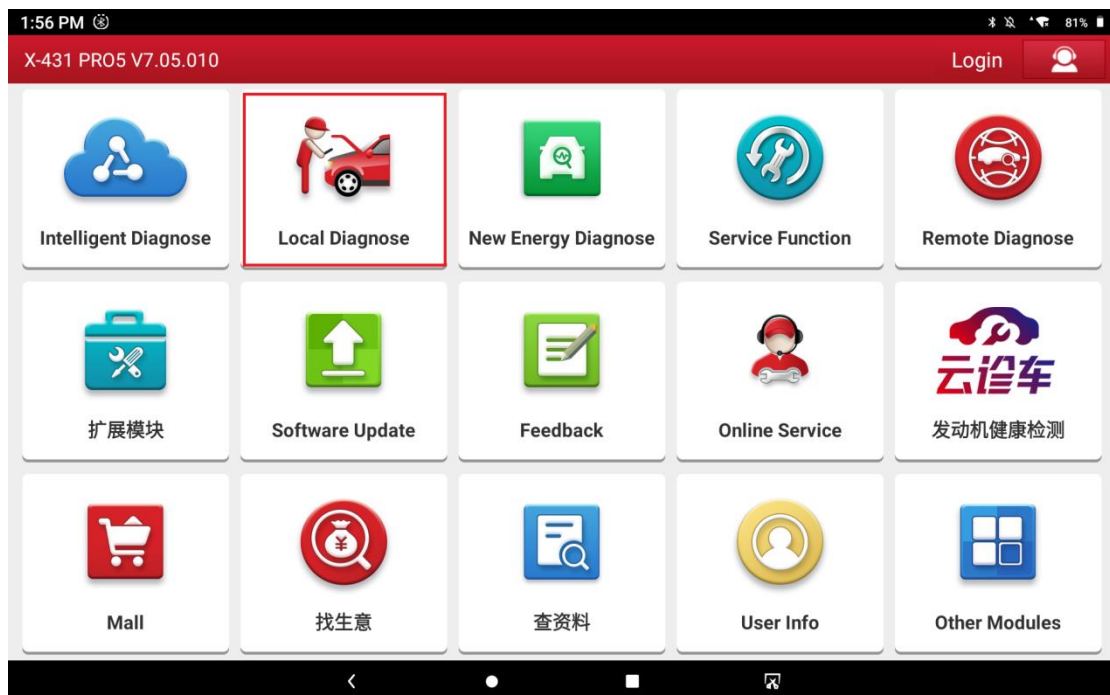 1:56 PM
81%
X-431 PRO5 V7.05.010
Login
Intelligent Diagnose
Local Diagnose
New Energy Diagnose
Service Function
Remote Diagnose
云诊车
扩展模块
Software Update
Feedback
Online Service
发动机健康检测
¥
Mall
找生意
查资料
User Info
Other Modules